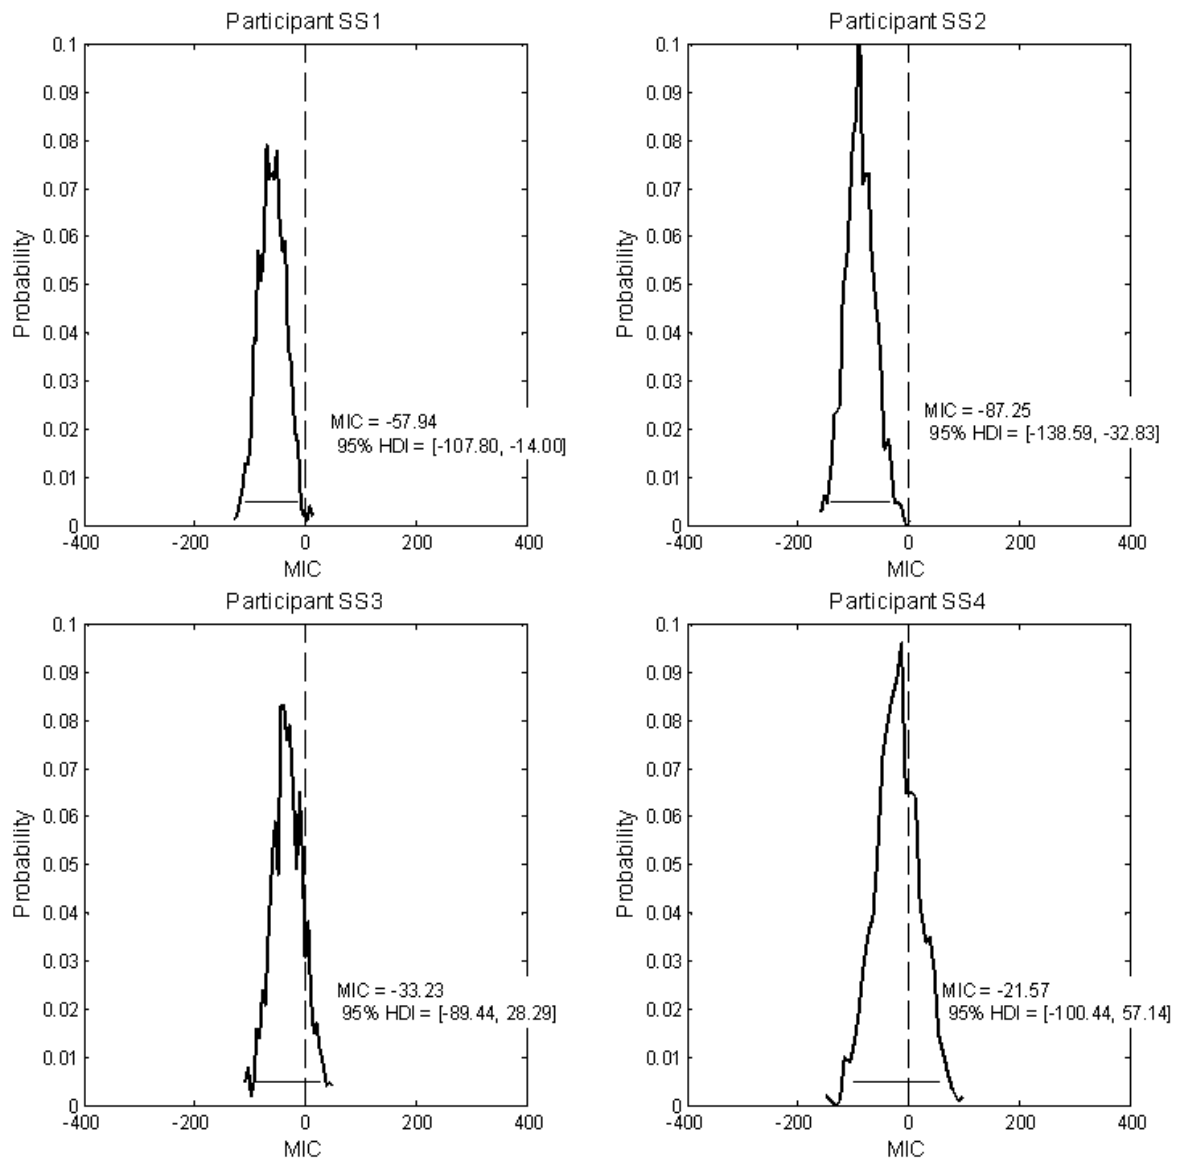 Participant SS1
0.1
0.09
0.08
0.07
0.06
0.05
0.04
0.03
0.02
0.01
0
Probability
MIC = -57.94
95% HDI = [-107.80, -14.00]
-400 -200 0 200 400
MIC
Participant SS2
0.1
0.09
0.08
0.07
0.06
0.05
0.04
0.03
0.02
0.01
0
Probability
MIC = -87.25
95% HDI = [-138.59, -32.83]
-400 -200 0 200 400
MIC
Participant SS3
0.1
0.09
0.08
0.07
0.06
0.05
0.04
0.03
0.02
0.01
0
Probability
MIC = -33.23
95% HDI = [-89.44, 28.29]
-400 -200 0 200 400
MIC
Participant SS4
0.1
0.09
0.08
0.07
0.06
0.05
0.04
0.03
0.02
0.01
0
Probability
MIC = -21.57
95% HDI = [-100.44, 57.14]
-400 -200 0 200 400
MIC